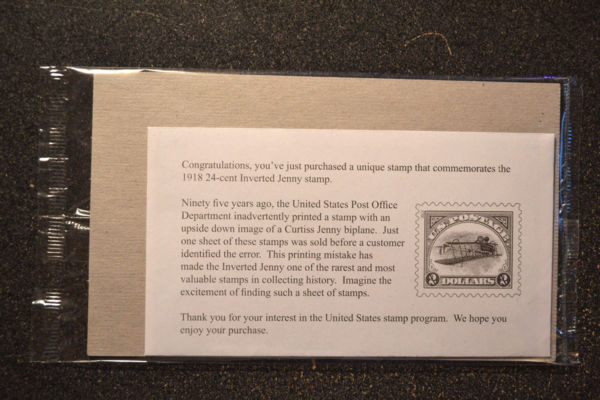 Congratulations, you've just purchased a unique stamp that commemorates the
1918 24-cent Inverted Jenny stamp.
Ninety five years ago, the United States Post Office
Department inadvertently printed a stamp with an
upside down image of a Curtiss Jenny biplane. Just
one sheet of these stamps was sold before a customer
identified the error. This printing mistake has
made the Inverted Jenny one of the rarest and most
valuable stamps in collecting history. Imagine the
excitement of finding such a sheet of stamps.
U.S. POSTAGE
2 DOLLARS 2
Thank you for your interest in the United States stamp program. We hope you
enjoy your purchase.